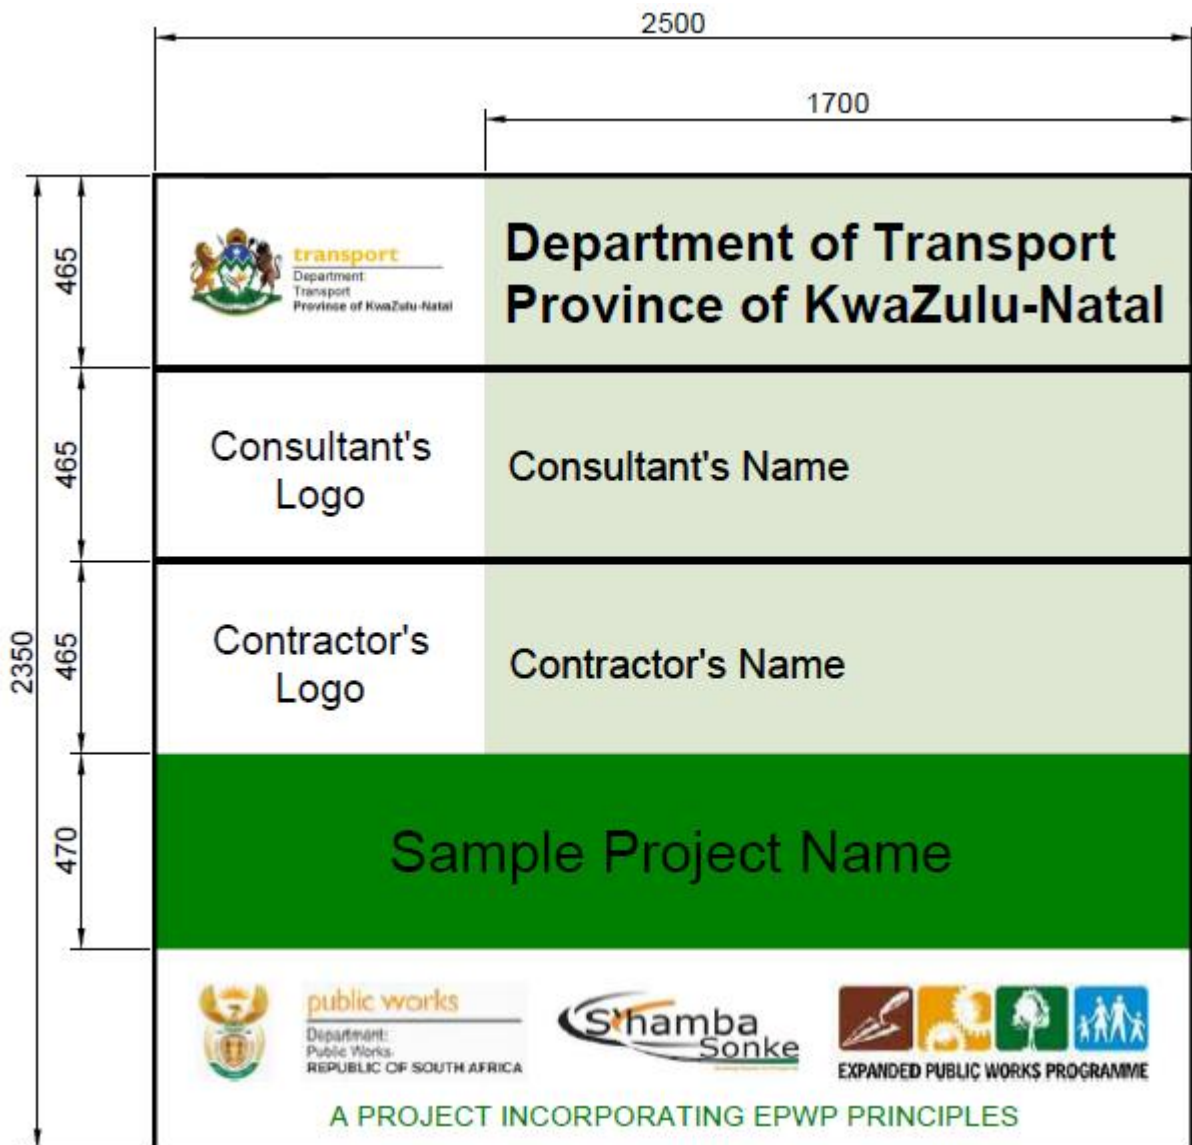 2500
1700
2350
465
transport
Department
Transport
Province of KwaZulu-Natal
Department of Transport
Province of KwaZulu-Natal
465
Consultant's
Logo
Consultant's Name
465
Contractor's
Logo
Contractor's Name
470
Sample Project Name
public works
Department:
Public Works
REPUBLIC OF SOUTH AFRICA
S'hamba
Sonke
EXPANDED PUBLIC WORKS PROGRAMME
A PROJECT INCORPORATING EPWP PRINCIPLES